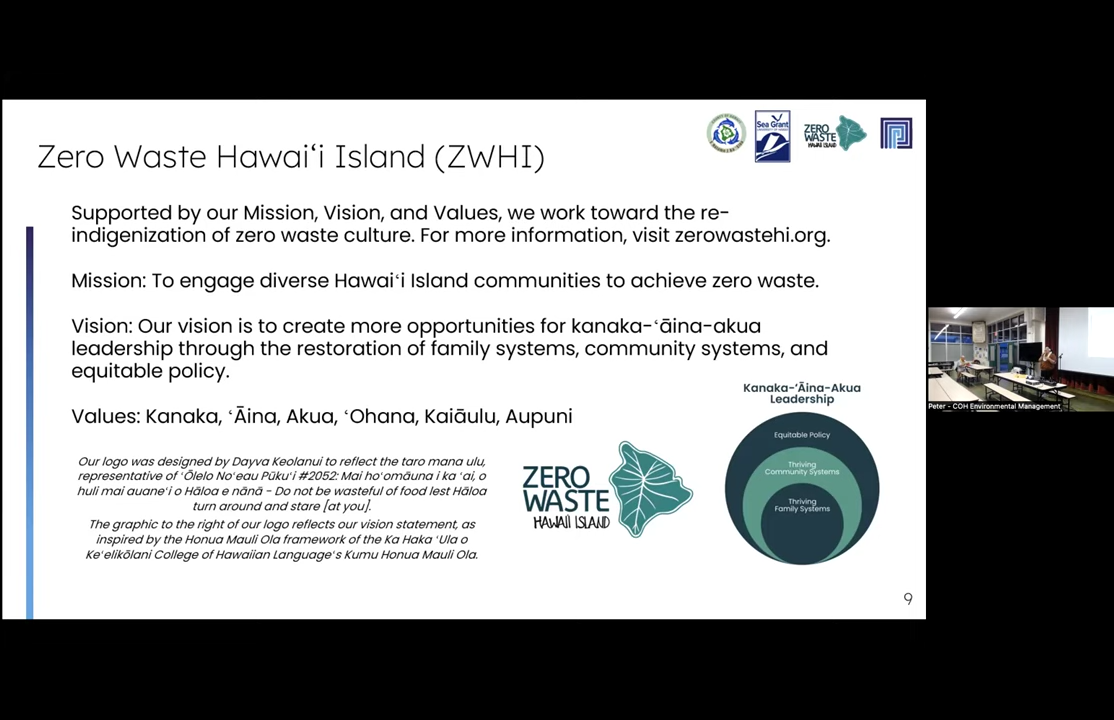 Sea Grant
ZERO
WASTE
HAWAIʻI ISLAND
Zero Waste Hawaiʻi Island (ZWHI)
Supported by our Mission, Vision, and Values, we work toward the re-
indigenization of zero waste culture. For more information, visit zerowastehi.org.
Mission: To engage diverse Hawaiʻi Island communities to achieve zero waste.
Vision: Our vision is to create more opportunities for kanaka-ʻāina-akua
leadership through the restoration of family systems, community systems, and
equitable policy.
Values: Kanaka, ʻĀina, Akua, ʻOhana, Kaiāulu, Aupuni
Our logo was designed by Dayva Keolanui to reflect the taro mana ulu,
representative of ʻŌlelo Noʻeau Pūkuʻi #2052: Mai hoʻomāuna i ka ʻai, o
huli mai auaneʻi o Hāloa e nānā - Do not be wasteful of food lest Hāloa
turn around and stare [at you].
The graphic to the right of our logo reflects our vision statement, as
inspired by the Honua Mauli Ola framework of the Ka Haka ʻUla o
Keʻelikōlani College of Hawaiian Language's Kumu Honua Mauli Ola.
ZERO
WASTE
HAWAIʻI ISLAND
Kanaka-ʻĀina-Akua
Leadership
Equitable Policy
Thriving
Community Systems
Thriving
Family Systems
9
Peter - COH Environmental Management